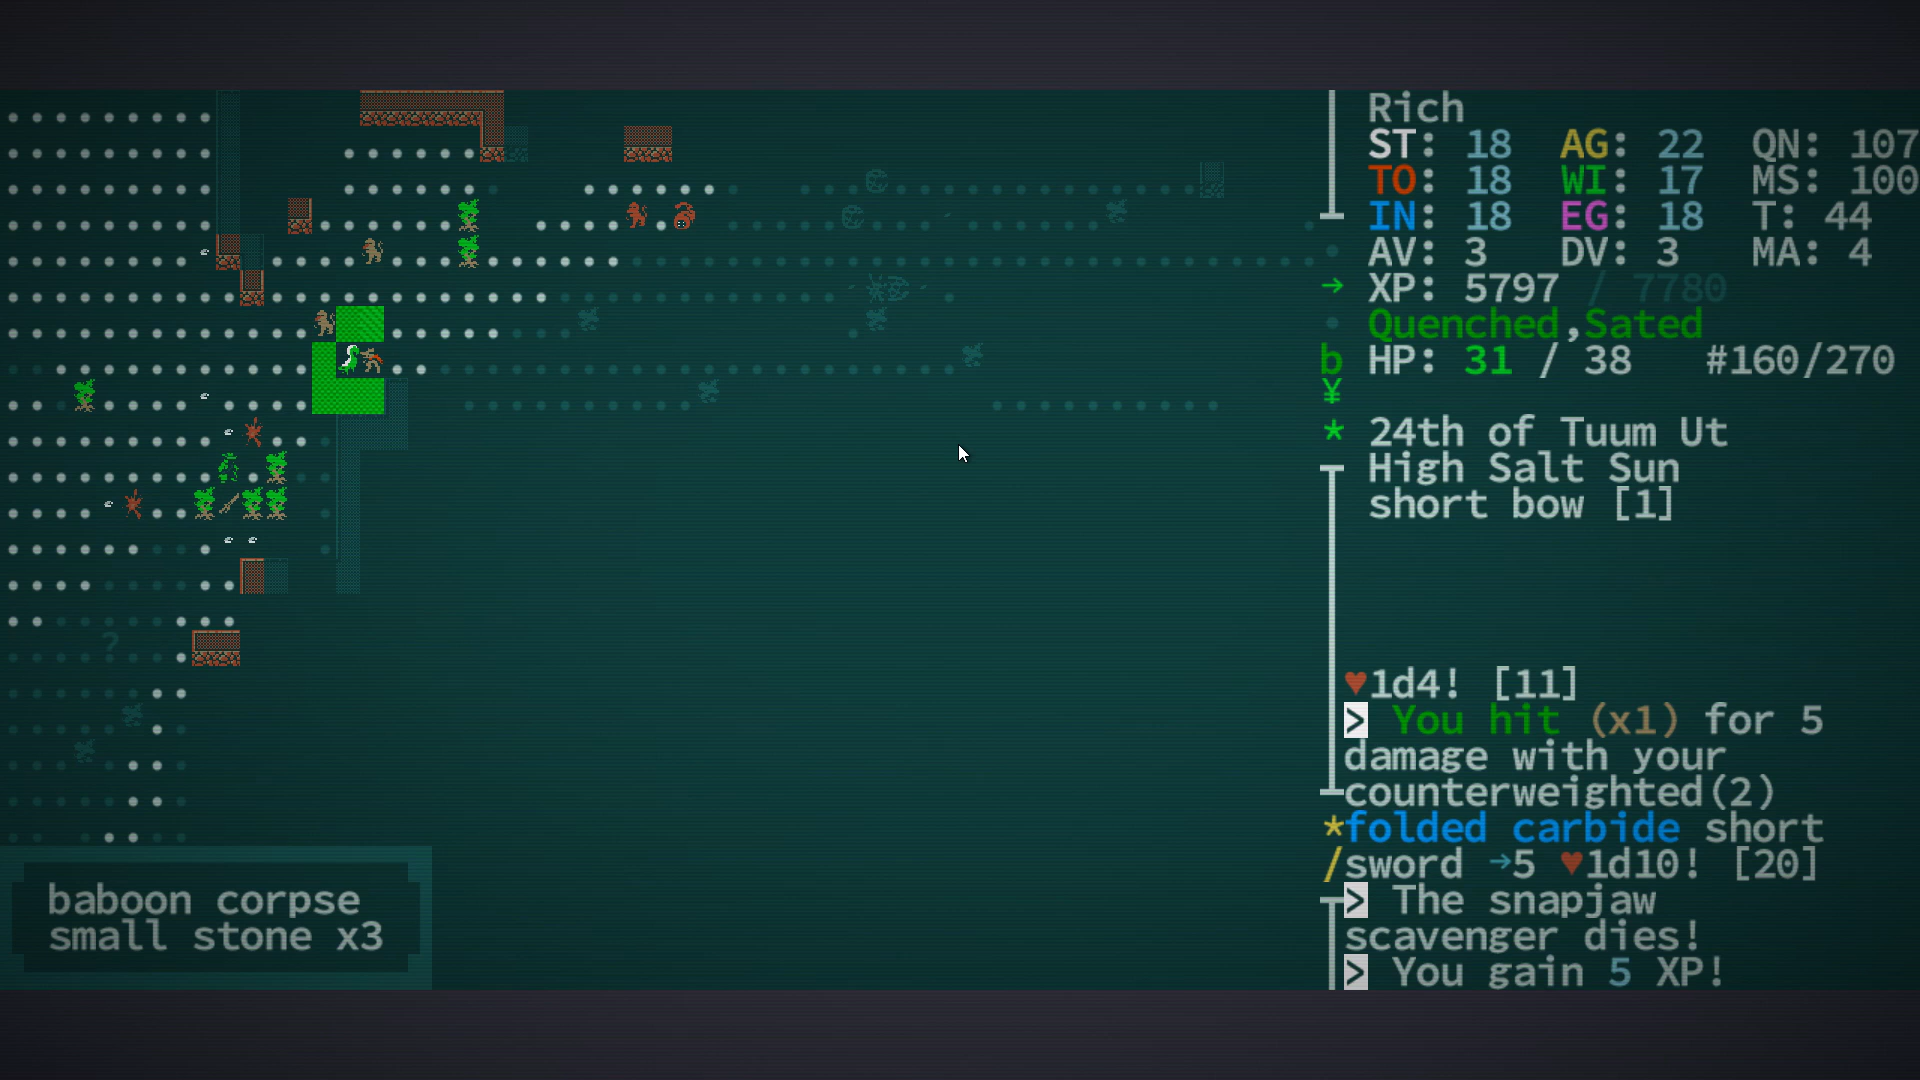 Rich
ST: 18 AG: 22 QN: 107
TO: 18 WI: 17 MS: 100
IN: 18 EG: 18 T: 44
AV: 3 DV: 3 MA: 4
→ XP: 5797 / 7780
Quenched,Sated
b HP: 31 / 38 #160/270
¥
* 24th of Tuum Ut
High Salt Sun
short bow [1]
?
♥1d4! [11]
> You hit (x1) for 5
damage with your
counterweighted(2)
*folded carbide short
/sword →5 ♥1d10! [20]
> The snapjaw
scavenger dies!
> You gain 5 XP!
baboon corpse
small stone x3